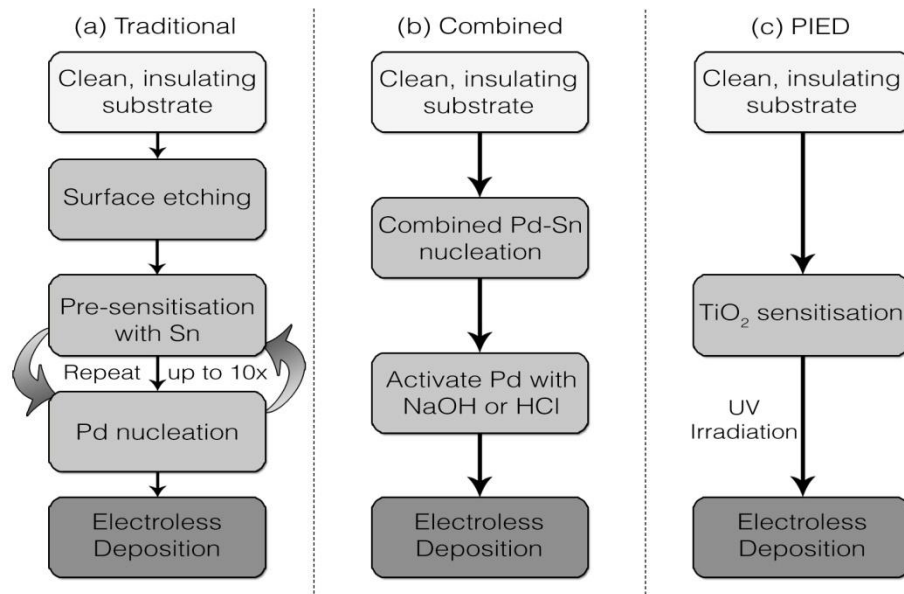 (a) Traditional
Clean, insulating
substrate
Surface etching
Pre-sensitisation
with Sn
Repeat up to 10x
Pd nucleation
Electroless
Deposition
(b) Combined
Clean, insulating
substrate
Combined Pd-Sn
nucleation
Activate Pd with
NaOH or HCl
Electroless
Deposition
(c) PIED
Clean, insulating
substrate
TiO₂ sensitisation
UV
Irradiation
Electroless
Deposition